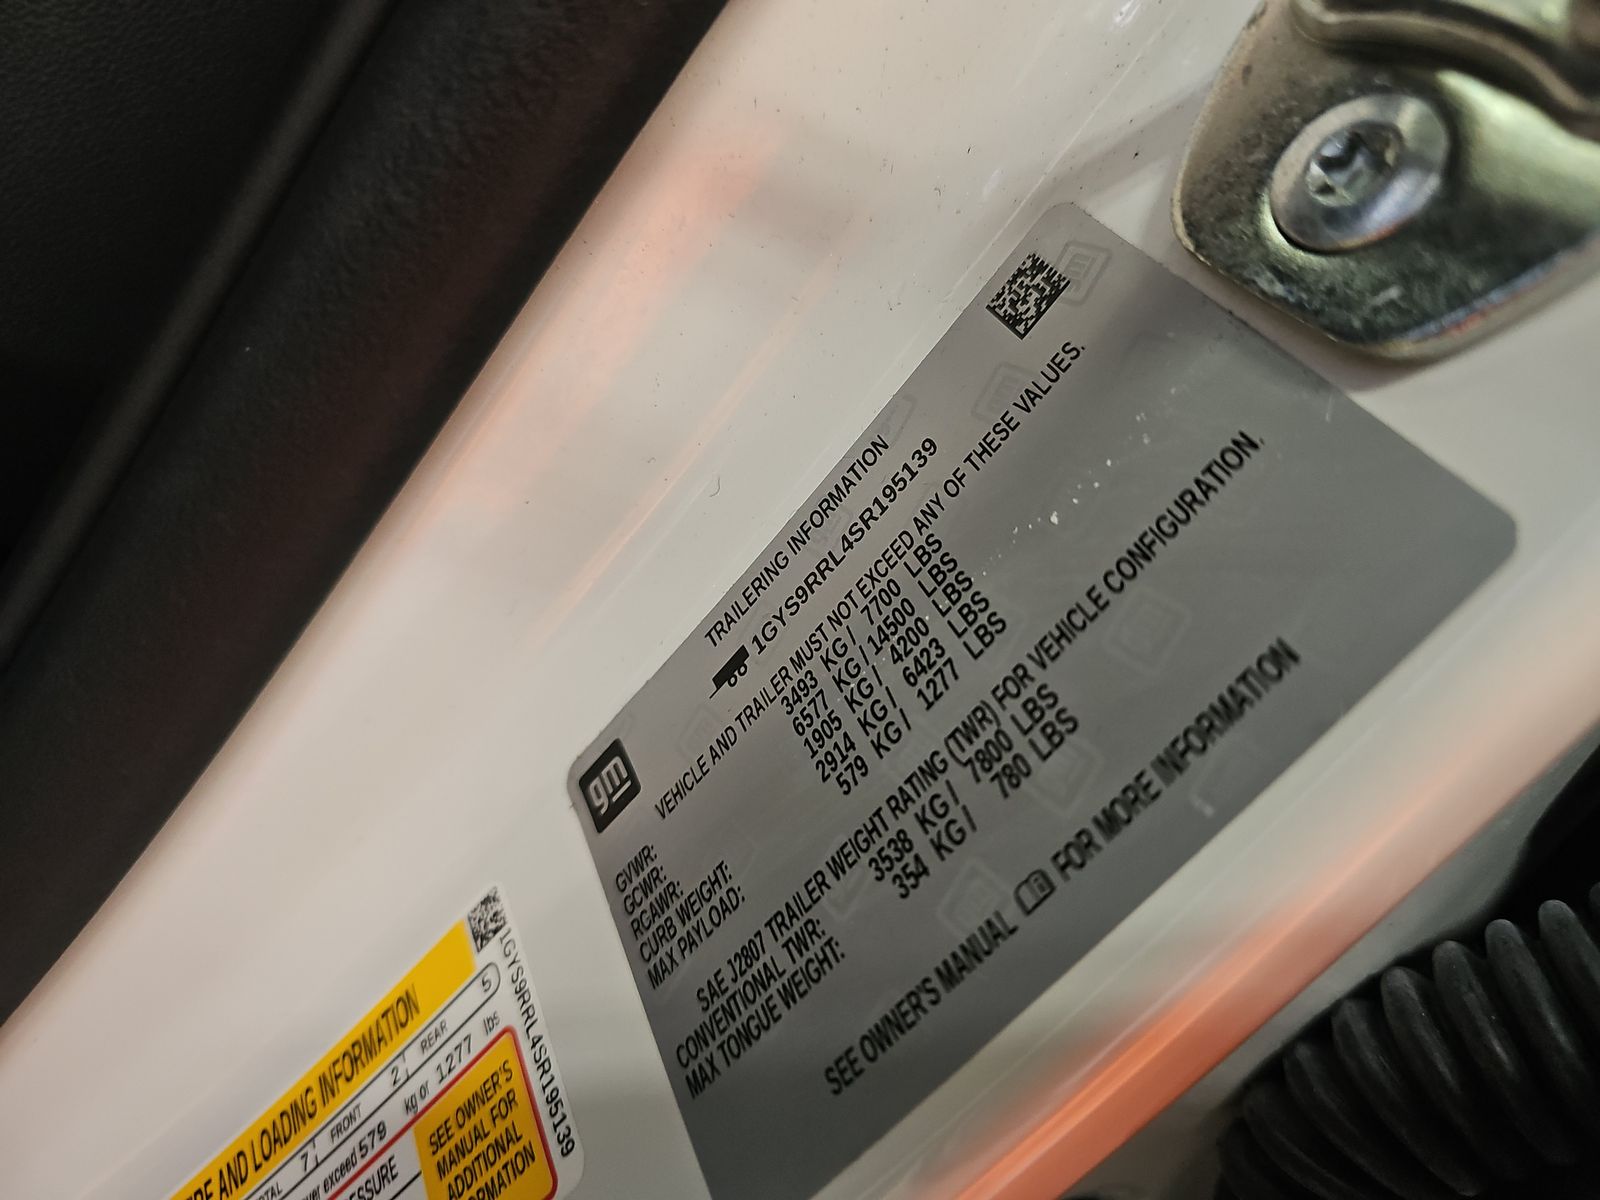 TRAILERING INFORMATION
1GYS9RRL4SR195139
gm
VEHICLE AND TRAILER MUST NOT EXCEED ANY OF THESE VALUES.
GVWR: 3493 KG / 7700 LBS
GCWR: 6577 KG / 14500 LBS
RGAWR: 1905 KG / 4200 LBS
CURB WEIGHT: 2914 KG / 6423 LBS
MAX PAYLOAD: 579 KG / 1277 LBS
SAE J2807 TRAILER WEIGHT RATING (TWR) FOR VEHICLE CONFIGURATION.
CONVENTIONAL TWR: 3538 KG / 7800 LBS
MAX TONGUE WEIGHT: 354 KG / 780 LBS
SEE OWNER'S MANUAL FOR MORE INFORMATION
1GYS9RRL4SR195139
AND LOADING INFORMATION
7; FRONT 2; REAR 5
exceed 579 kg or 1277 lbs
SEE OWNER'S
MANUAL FOR
ADDITIONAL